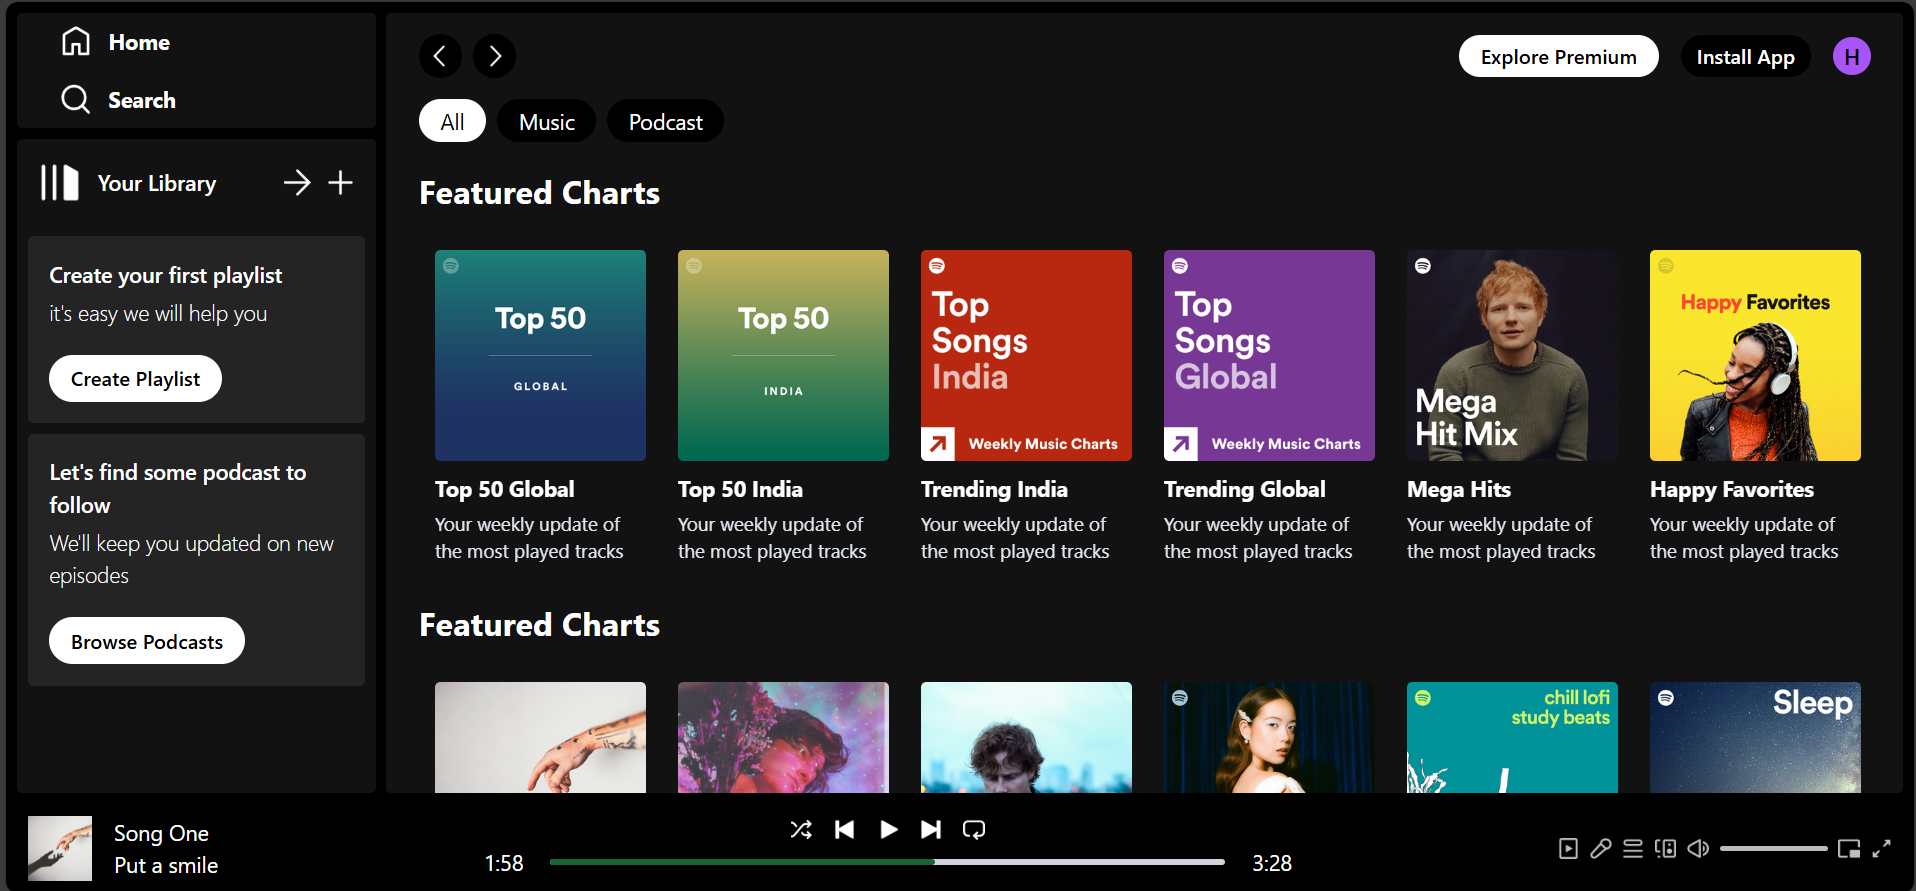 Home
Search
Your Library
Create your first playlist
it's easy we will help you
Create Playlist
Let's find some podcast to
follow
We'll keep you updated on new
episodes
Browse Podcasts
Explore Premium
Install App
H
All
Music
Podcast
Featured Charts
Top 50
GLOBAL
Top 50 Global
Your weekly update of
the most played tracks
Top 50
INDIA
Top 50 India
Your weekly update of
the most played tracks
Top
Songs
India
Weekly Music Charts
Trending India
Your weekly update of
the most played tracks
Top
Songs
Global
Weekly Music Charts
Trending Global
Your weekly update of
the most played tracks
Mega
Hit Mix
Mega Hits
Your weekly update of
the most played tracks
Happy Favorites
Happy Favorites
Your weekly update of
the most played tracks
Featured Charts
chill lofi
study beats
Sleep
Song One
Put a smile
1:58
3:28